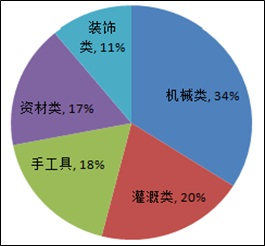 装饰
类, 11%
机械类, 34%
资材类, 17%
手工具, 18%
灌溉类, 20%